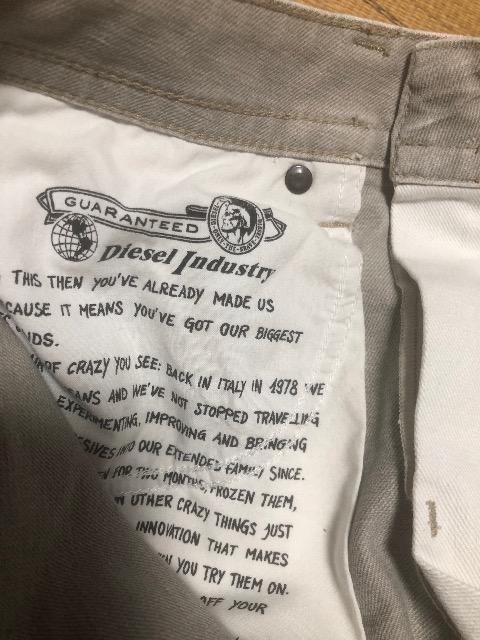 GUARANTEED
DIESEL · ONLY · THE · BRAVE
Diesel Industry
THIS THEN YOU'VE ALREADY MADE US
CAUSE IT MEANS YOU'VE GOT OUR BIGGEST
CRAZY YOU SEE: BACK IN ITALY IN 1978 WE
AND WE'VE NOT STOPPED TRAVELLING
EXPERIMENTING, IMPROVING AND BRINGING
INTO OUR EXTENDED FAMILY SINCE.
FOR TWO MONTHS, FROZEN THEM,
OTHER CRAZY THINGS JUST
INNOVATION THAT MAKES
YOU TRY THEM ON.
YOUR